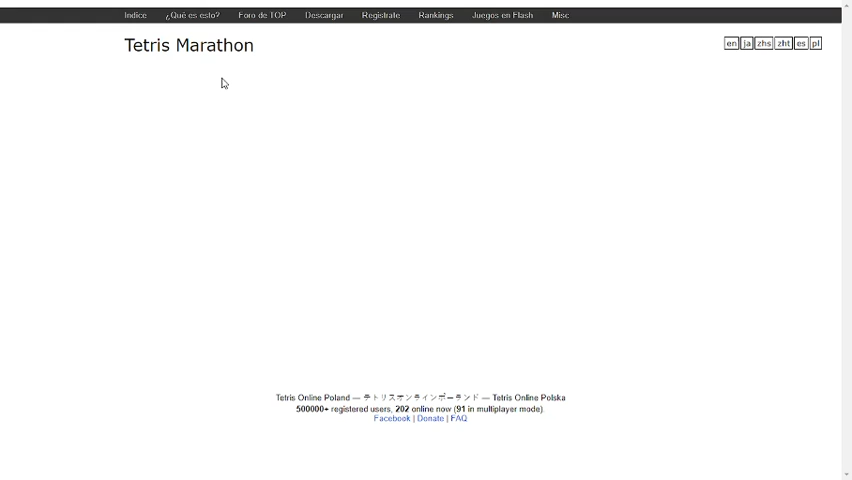 Indice ¿Qué es esto? Foro de TOP Descargar Registrate Rankings Juegos en Flash Misc
Tetris Marathon
en ja zhs zht es pl
Tetris Online Poland — テトリスオンラインポーランド — Tetris Online Polska
500000+ registered users, 202 online now (91 in multiplayer mode).
Facebook | Donate | FAQ